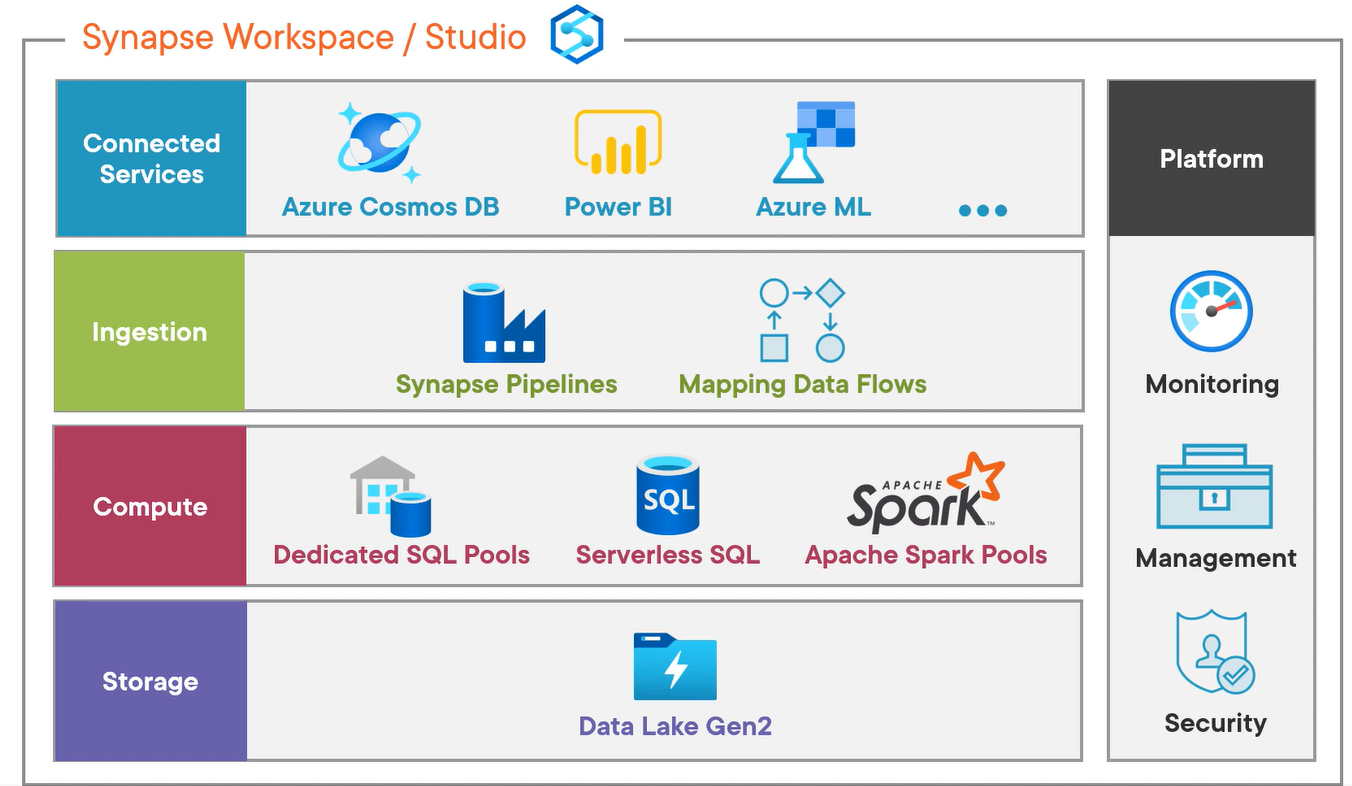 Synapse Workspace / Studio
Connected
Services
Azure Cosmos DB
Power BI
Azure ML
Ingestion
Synapse Pipelines
Mapping Data Flows
Compute
SQL
APACHE
Spark™
Dedicated SQL Pools
Serverless SQL
Apache Spark Pools
Storage
Data Lake Gen2
Platform
Monitoring
Management
Security